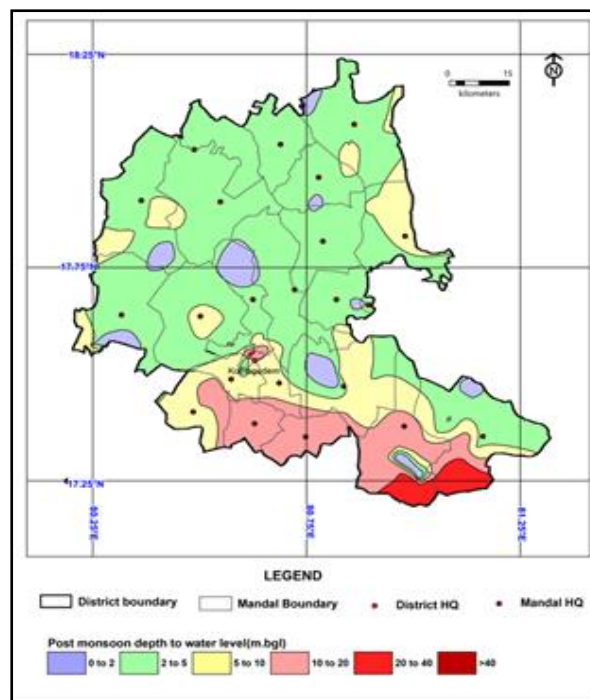 18.25°N
N
0 15
kilometers
17.75°N
Kothagudem
17.25°N
80.25°E 80.75°E 81.25°E
LEGEND
District boundary Mandal Boundary District HQ Mandal HQ
Post monsoon depth to water level(m.bgl)
0 to 2 2 to 5 5 to 10 10 to 20 20 to 40 >40